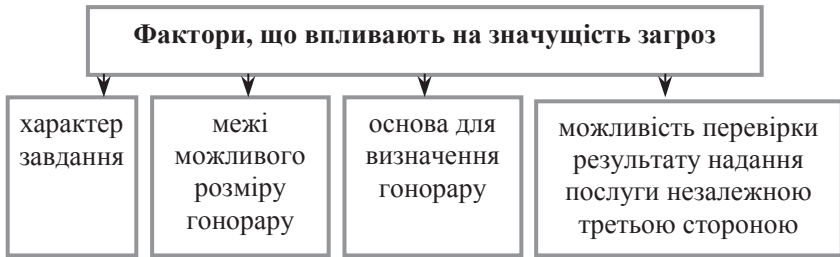 Фактори, що впливають на значущість загроз
характер
завдання
межі
можливого
розміру
гонорару
основа для
визначення
гонорару
можливість перевірки
результату надання
послуги незалежною
третьою стороною